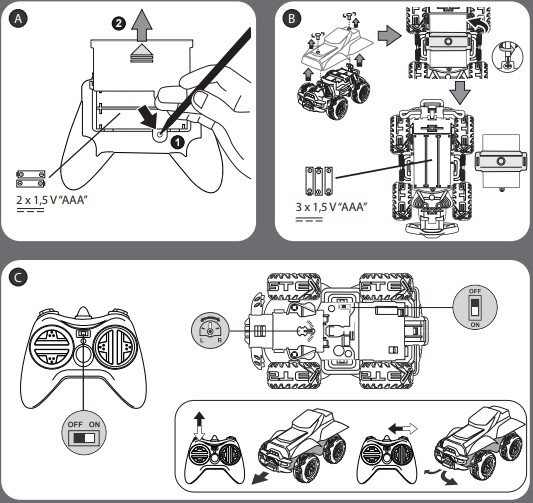 A
2
1
2 x 1,5 V "AAA"
B
3 x 1,5 V "AAA"
C
OFF ON
L R
OFF
ON